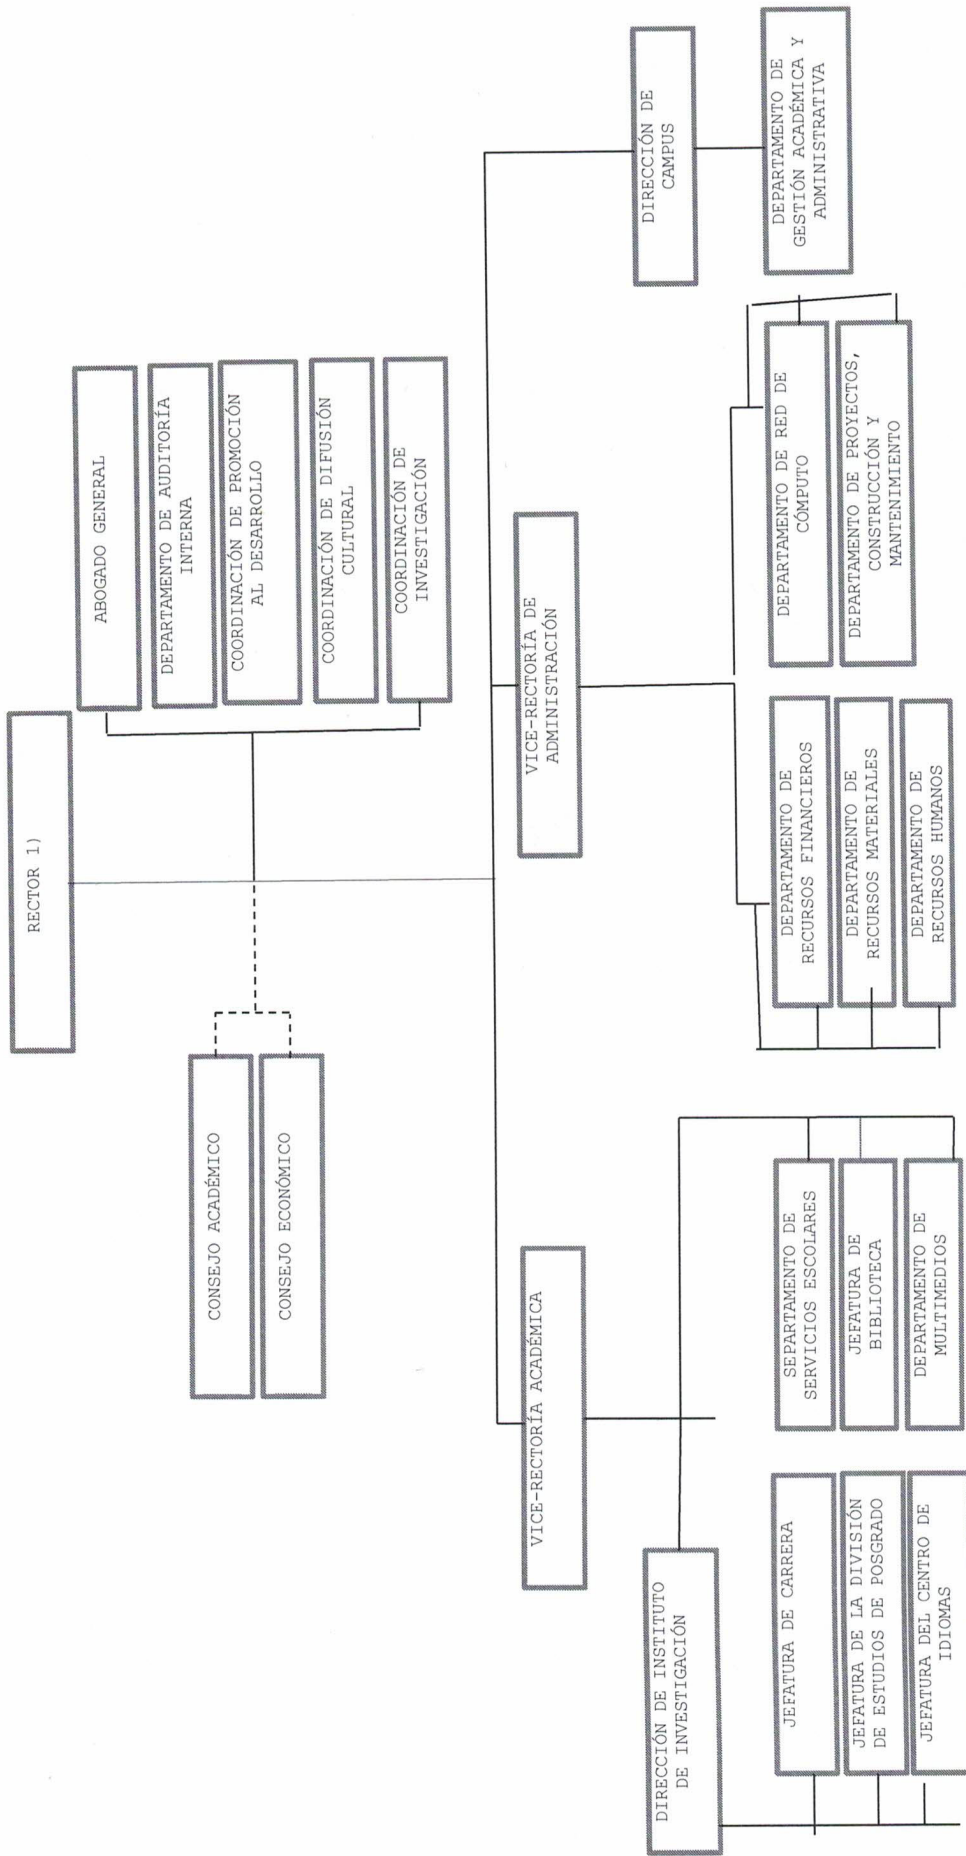 RECTOR 1)
ABOGADO GENERAL
DEPARTAMENTO DE AUDITORÍA
INTERNA
COORDINACIÓN DE PROMOCIÓN
AL DESARROLLO
COORDINACIÓN DE DIFUSIÓN
CULTURAL
COORDINACIÓN DE
INVESTIGACIÓN
CONSEJO ACADÉMICO
CONSEJO ECONÓMICO
VICE-RECTORÍA ACADÉMICA
VICE-RECTORÍA DE
ADMINISTRACIÓN
DIRECCIÓN DE
CAMPUS
DIRECCIÓN DE INSTITUTO
DE INVESTIGACIÓN
JEFATURA DE CARRERA
JEFATURA DE LA DIVISIÓN
DE ESTUDIOS DE POSGRADO
JEFATURA DEL CENTRO DE
IDIOMAS
SEPARTAMENTO DE
SERVICIOS ESCOLARES
JEFATURA DE
BIBLIOTECA
DEPARTAMENTO DE
MULTIMEDIOS
DEPARTAMENTO DE
RECURSOS FINANCIEROS
DEPARTAMENTO DE
RECURSOS MATERIALES
DEPARTAMENTO DE
RECURSOS HUMANOS
DEPARTAMENTO DE RED DE
CÓMPUTO
DEPARTAMENTO DE PROYECTOS,
CONSTRUCCIÓN Y
MANTENIMIENTO
DEPARTAMENTO DE
GESTIÓN ACADÉMICA Y
ADMINISTRATIVA